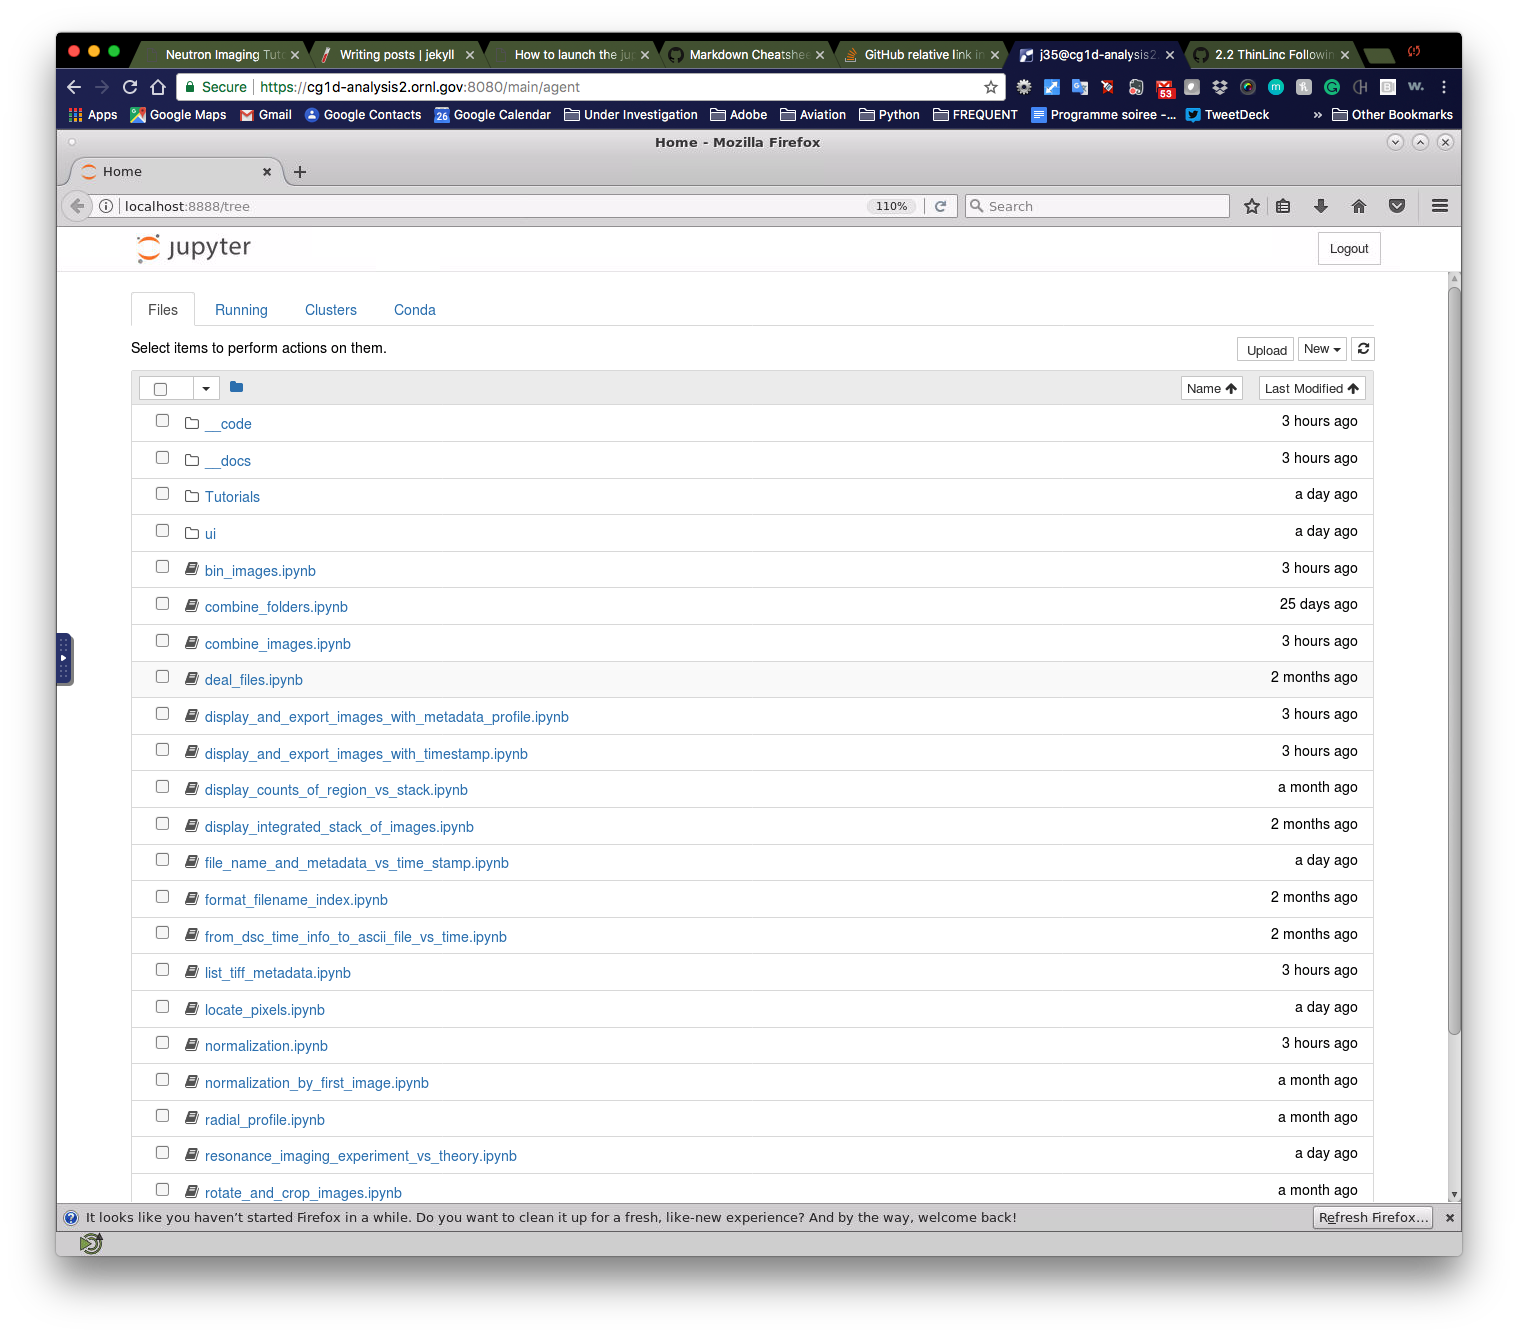 Neutron Imaging Tut
Writing posts | jekyll
How to launch the ju
Markdown Cheatshe
GitHub relative link in
j35@cg1d-analysis2.
2.2 ThinLinc Followin
Secure
https://cg1d-analysis2.ornl.gov:8080/main/agent
53
w.
Apps
Google Maps
Gmail
Google Contacts
26
Google Calendar
Under Investigation
Adobe
Aviation
Python
FREQUENT
Programme soiree -...
TweetDeck
»
Other Bookmarks
Home - Mozilla Firefox
Home
localhost:8888/tree
110%
Search
jupyter
Logout
Files
Running
Clusters
Conda
Select items to perform actions on them.
Upload
New
Name
Last Modified
__code 3 hours ago
__docs 3 hours ago
Tutorials a day ago
ui a day ago
bin_images.ipynb 3 hours ago
combine_folders.ipynb 25 days ago
combine_images.ipynb 3 hours ago
deal_files.ipynb 2 months ago
display_and_export_images_with_metadata_profile.ipynb 3 hours ago
display_and_export_images_with_timestamp.ipynb 3 hours ago
display_counts_of_region_vs_stack.ipynb a month ago
display_integrated_stack_of_images.ipynb 2 months ago
file_name_and_metadata_vs_time_stamp.ipynb a day ago
format_filename_index.ipynb 2 months ago
from_dsc_time_info_to_ascii_file_vs_time.ipynb 2 months ago
list_tiff_metadata.ipynb 3 hours ago
locate_pixels.ipynb a day ago
normalization.ipynb 3 hours ago
normalization_by_first_image.ipynb a month ago
radial_profile.ipynb a month ago
resonance_imaging_experiment_vs_theory.ipynb a day ago
rotate_and_crop_images.ipynb a month ago
It looks like you haven't started Firefox in a while. Do you want to clean it up for a fresh, like-new experience? And by the way, welcome back!
Refresh Firefox...